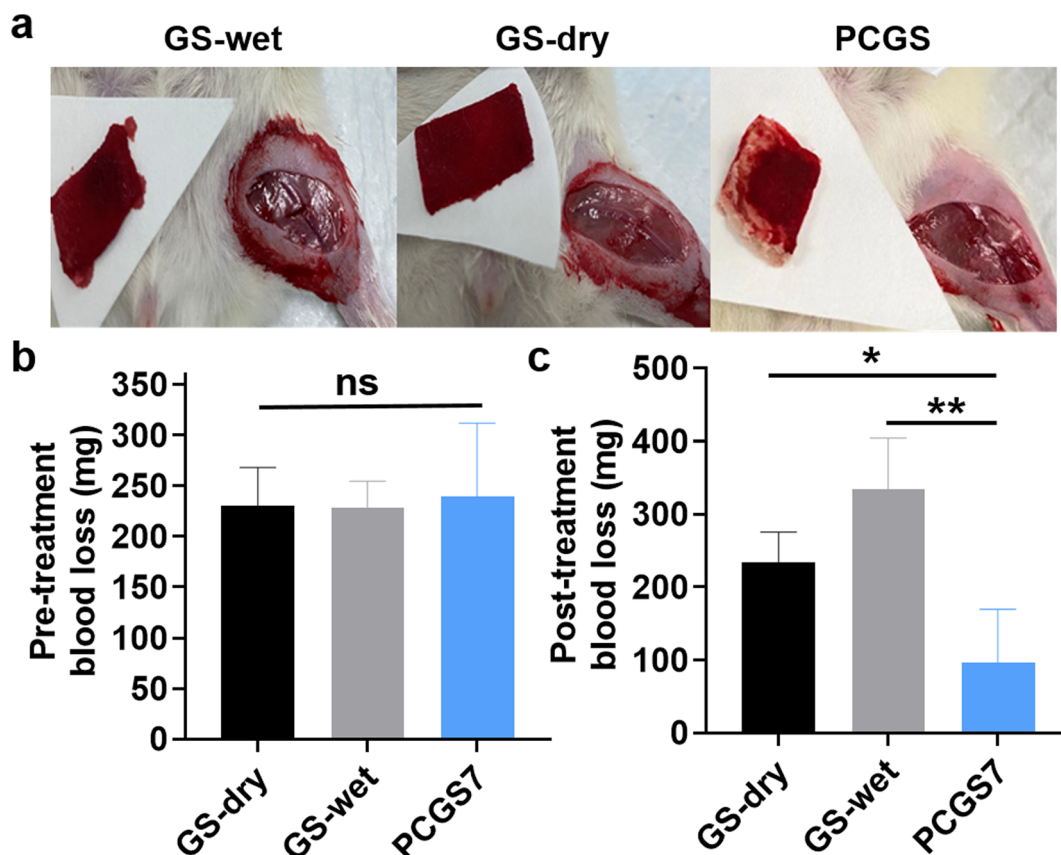 a
GS-wet GS-dry PCGS
b
Pre-treatment
blood loss (mg)
350
300
250
200
150
100
50
0
ns
GS-dry GS-wet PCGS7
c
Post-treatment
blood loss (mg)
500
400
300
200
100
0
*
**
GS-dry GS-wet PCGS7